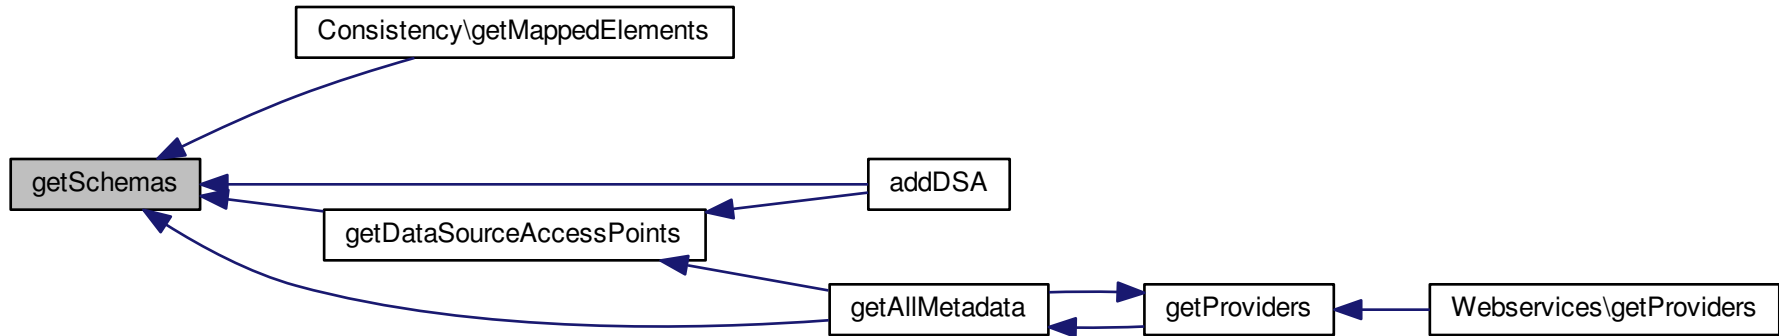 Consistency\getMappedElements
getSchemas
addDSA
getDataSourceAccessPoints
getAllMetadata
getProviders
Webservices\getProviders